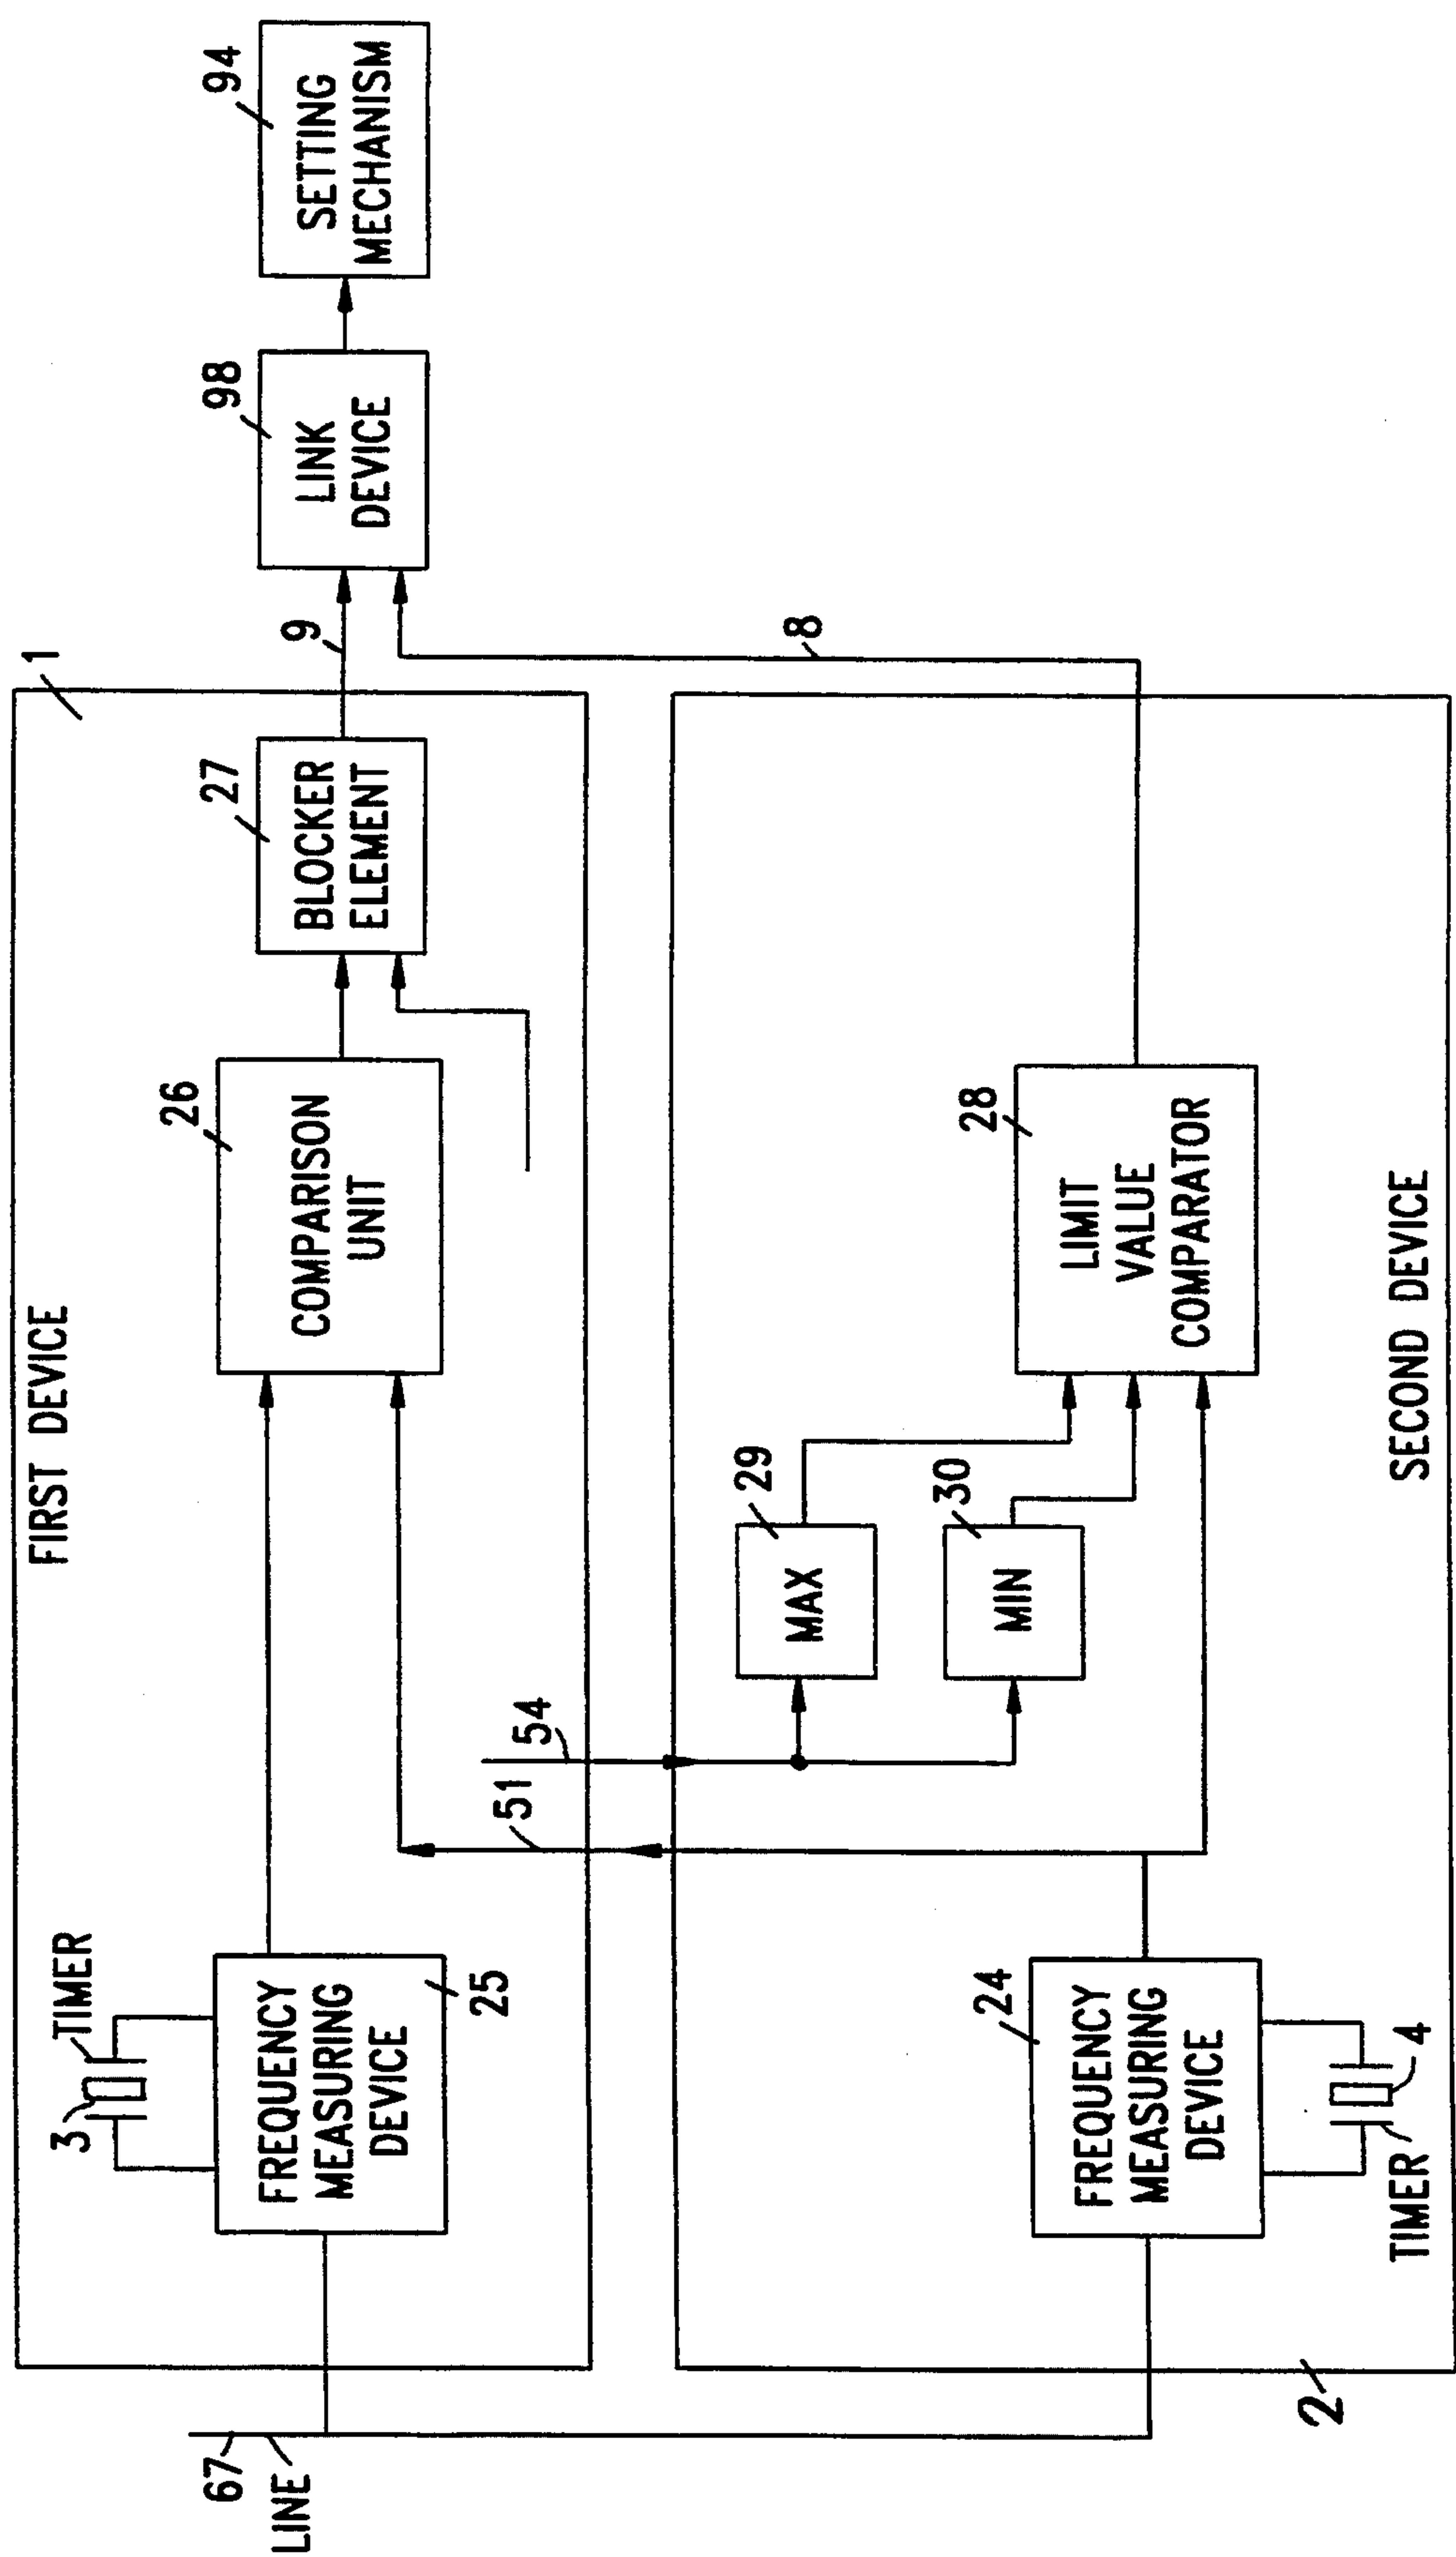 1
FIRST DEVICE
3
TIMER
FREQUENCY
MEASURING
DEVICE
25
26
COMPARISON
UNIT
27
BLOCKER
ELEMENT
9
98
LINK
DEVICE
94
SETTING
MECHANISM
67
LINE
51
54
8
29
MAX
30
MIN
24
FREQUENCY
MEASURING
DEVICE
28
LIMIT
VALUE
COMPARATOR
TIMER
4
2
SECOND DEVICE